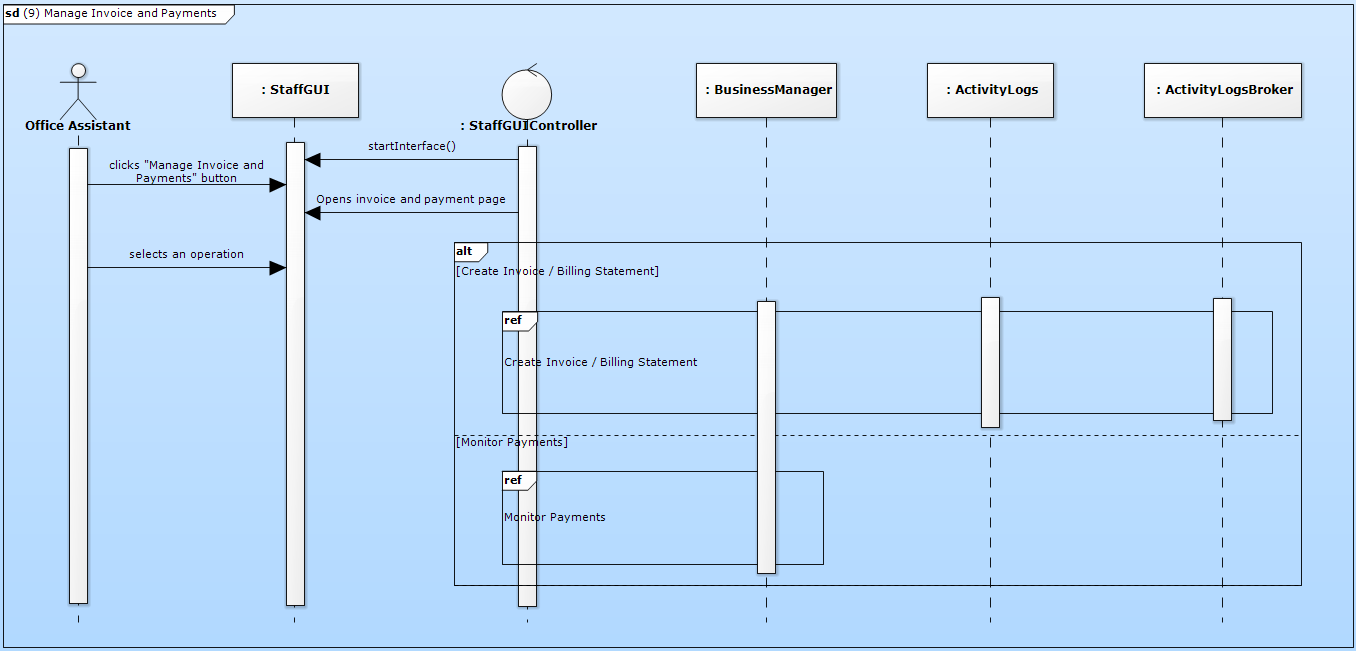 sd (9) Manage Invoice and Payments
Office Assistant
: StaffGUI
: StaffGUIController
: BusinessManager
: ActivityLogs
: ActivityLogsBroker
startInterface()
clicks "Manage Invoice and
Payments" button
Opens invoice and payment page
selects an operation
alt
[Create Invoice / Billing Statement]
ref
Create Invoice / Billing Statement
[Monitor Payments]
ref
Monitor Payments